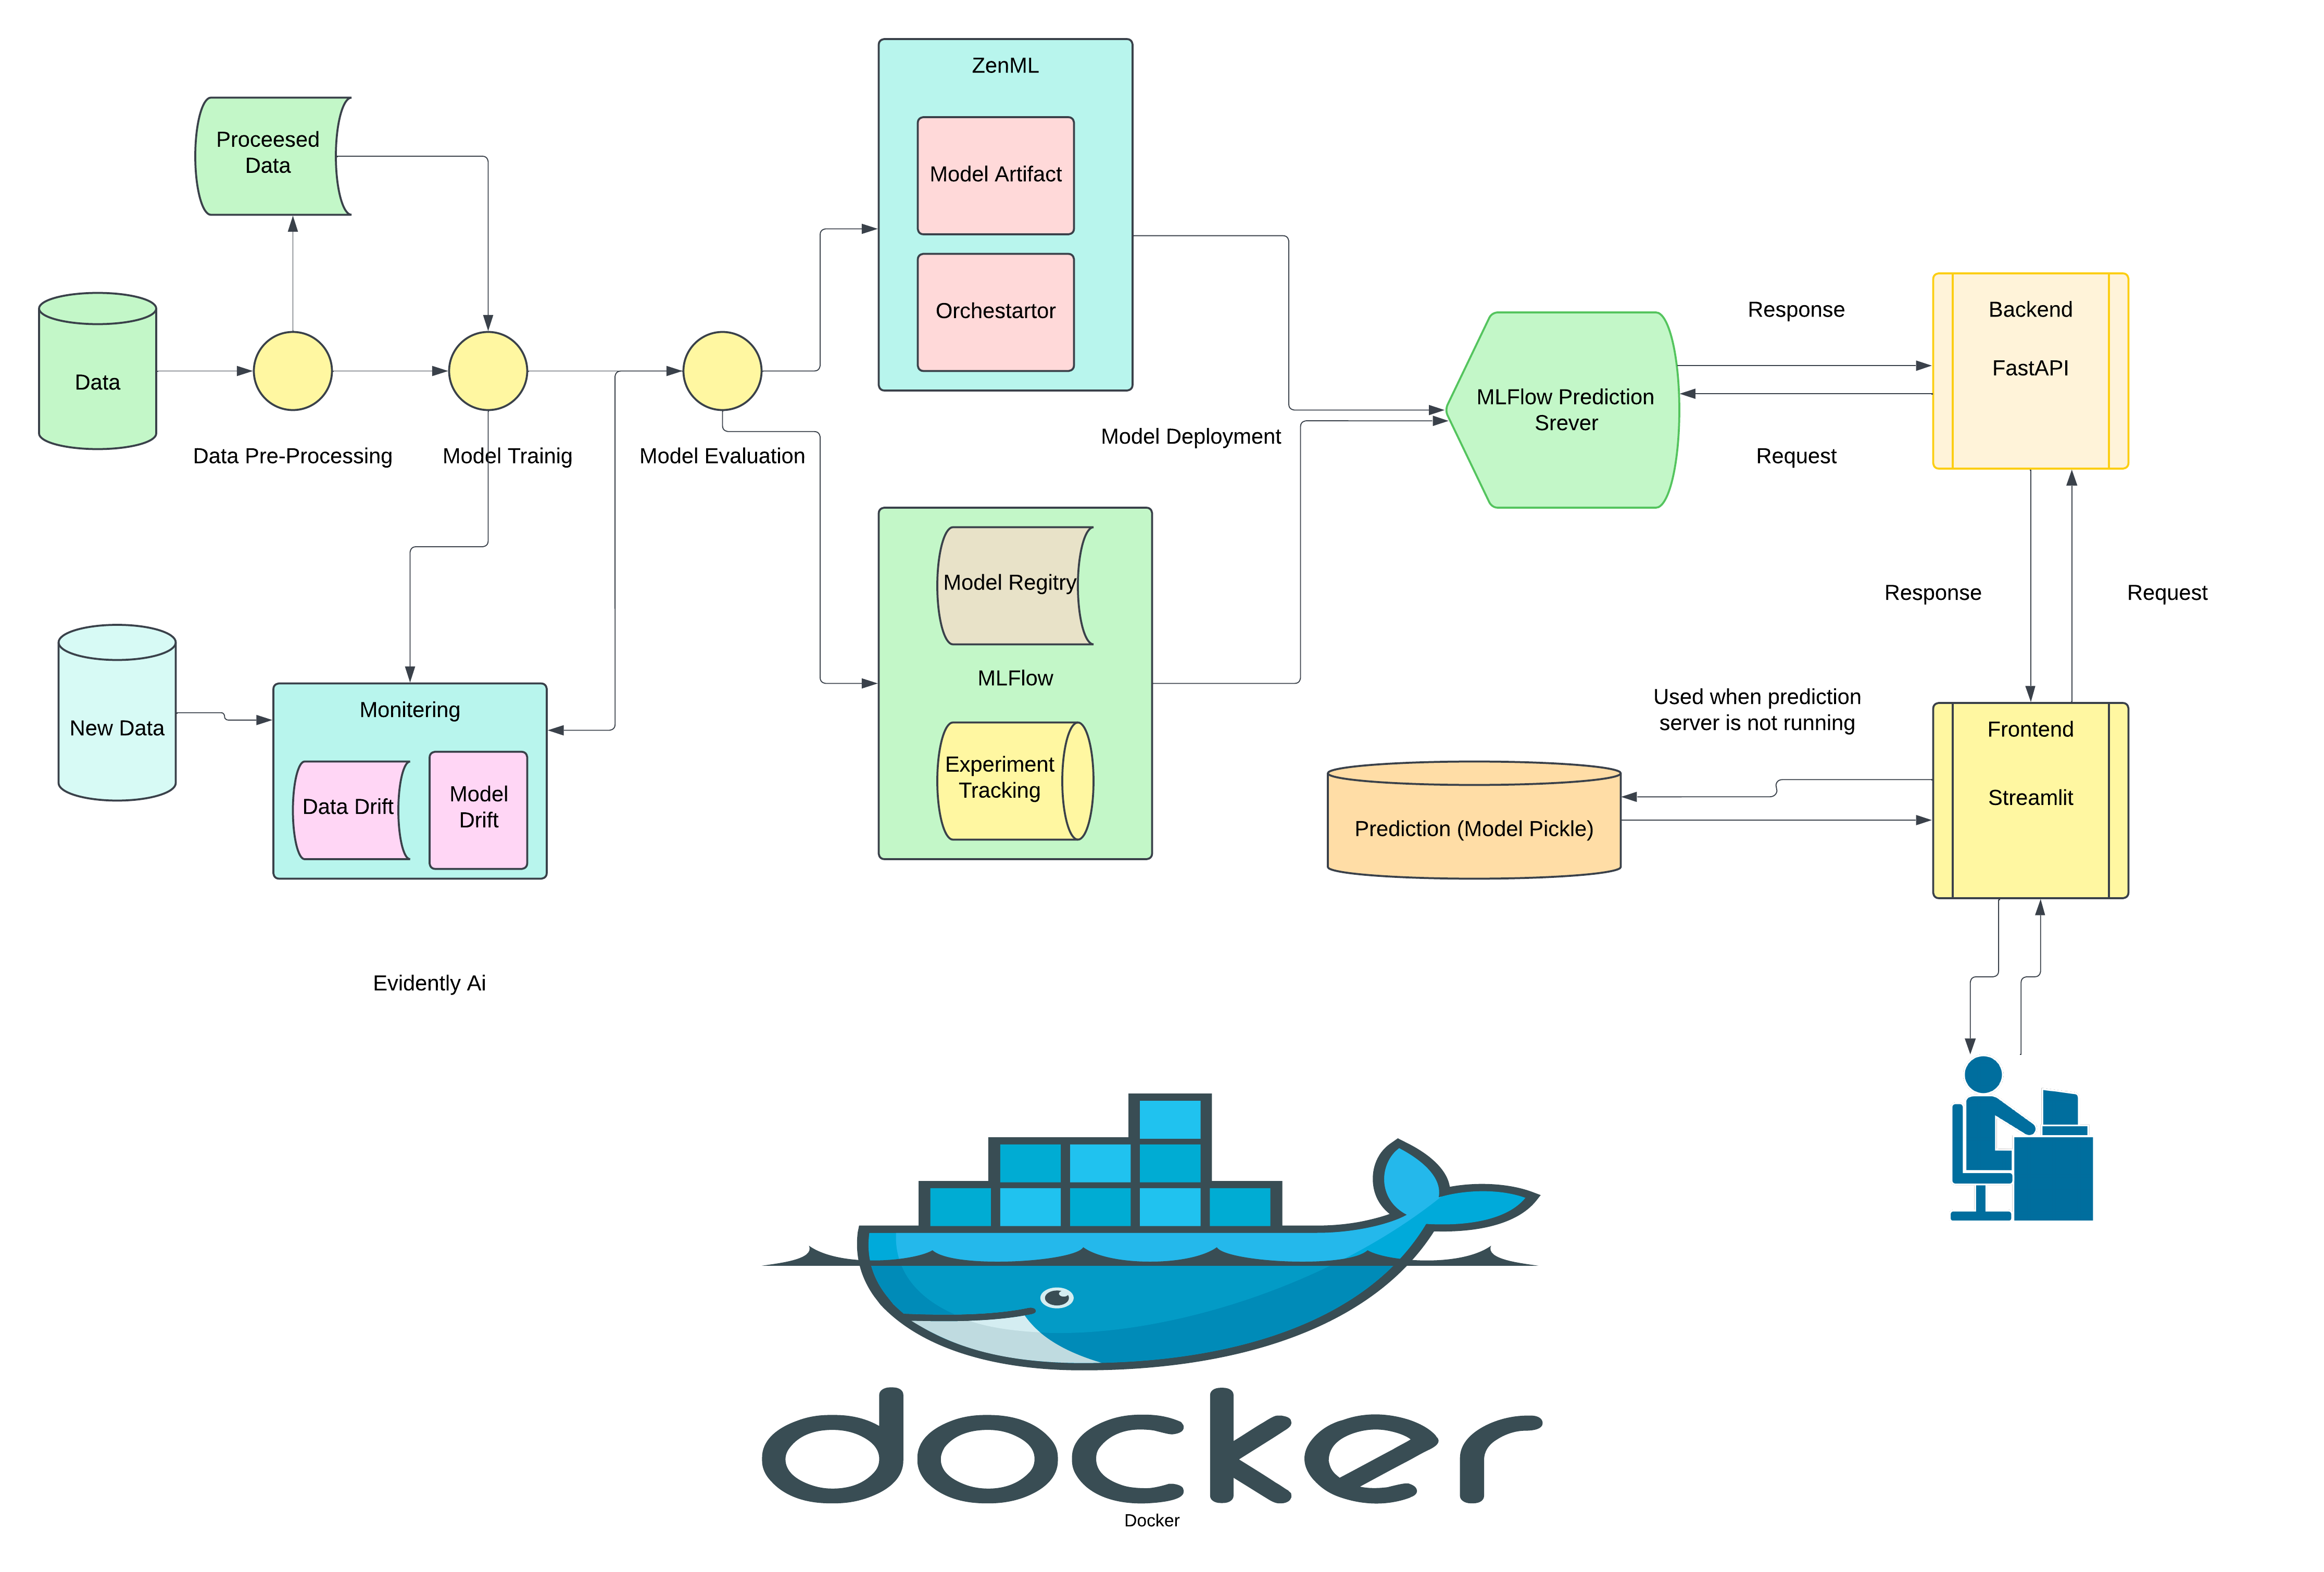 ZenML
Proceesed
Data
Model Artifact
Orchestartor
Response
Backend
FastAPI
Data
MLFlow Prediction
Srever
Model Deployment
Data Pre-Processing
Model Trainig
Model Evaluation
Request
Model Regitry
Response
Request
MLFlow
Used when prediction
server is not running
New Data
Monitering
Data Drift
Model
Drift
Experiment
Tracking
Prediction (Model Pickle)
Frontend
Streamlit
Evidently Ai
docker
Docker